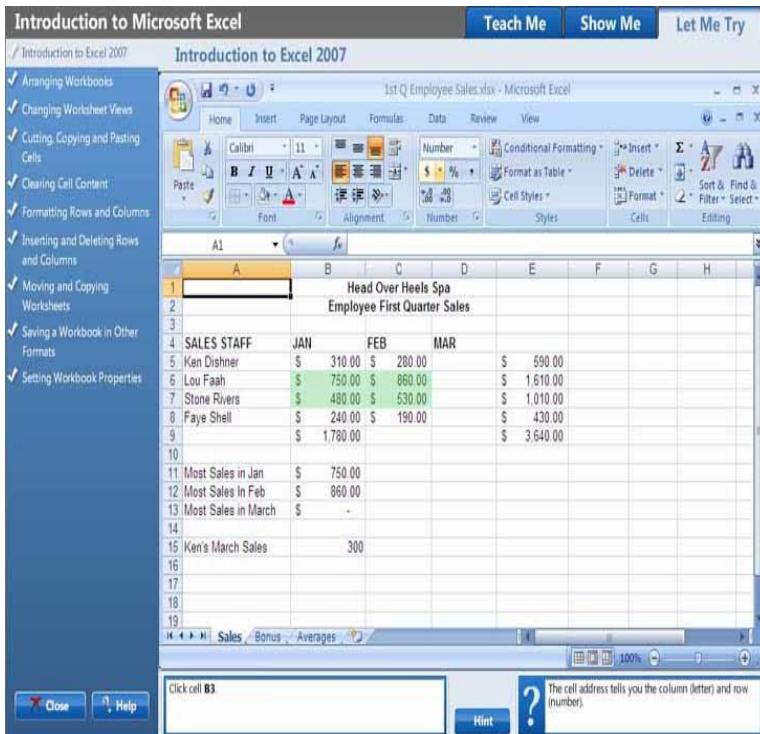 Introduction to Microsoft Excel
Teach Me
Show Me
Let Me Try
Introduction to Excel 2007
Arranging Workbooks
Changing Worksheet Views
Cutting, Copying and Pasting
Cells
Clearing Cell Content
Formatting Rows and Columns
Inserting and Deleting Rows
and Columns
Moving and Copying
Worksheets
Saving a Workbook in Other
Formats
Setting Workbook Properties
Close
Help
Introduction to Excel 2007
1st Q Employee Sales.xlsx - Microsoft Excel
Home Insert Page Layout Formulas Data Review View
Paste
Calibri 11
B I U A A
A
Font
Alignment
Number
$ % ,
Number
Conditional Formatting
Format as Table
Cell Styles
Styles
Insert
Delete
Format
Cells
Σ
Sort & Filter
Find & Select
Editing
A1 fx
A B C D E F G H
1 Head Over Heels Spa
2 Employee First Quarter Sales
3
4 SALES STAFF JAN FEB MAR
5 Ken Dishner $ 310.00 $ 280.00 $ 590.00
6 Lou Faah $ 750.00 $ 860.00 $ 1,610.00
7 Stone Rivers $ 480.00 $ 530.00 $ 1,010.00
8 Faye Shell $ 240.00 $ 190.00 $ 430.00
9 $ 1,780.00 $ 3,640.00
10
11 Most Sales in Jan $ 750.00
12 Most Sales In Feb $ 860.00
13 Most Sales in March $ -
14
15 Ken's March Sales 300
16
17
18
19
Sales Bonus Averages
100%
Click cell B3.
Hint
?
The cell address tells you the column (letter) and row
(number).